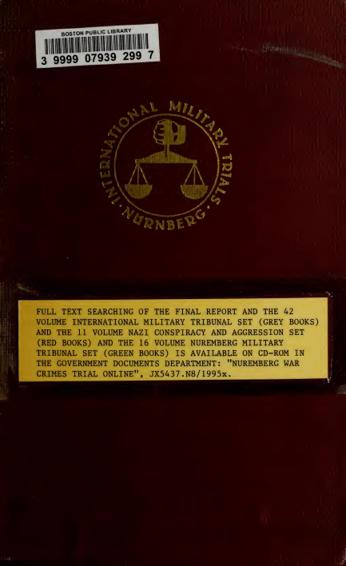 BOSTON PUBLIC LIBRARY
3 9999 07939 299 7
INTERNATIONAL MILITARY TRIALS
·NURNBERG·
FULL TEXT SEARCHING OF THE FINAL REPORT AND THE 42
VOLUME INTERNATIONAL MILITARY TRIBUNAL SET (GREY BOOKS)
AND THE 11 VOLUME NAZI CONSPIRACY AND AGGRESSION SET
(RED BOOKS) AND THE 16 VOLUME NUREMBERG MILITARY
TRIBUNAL SET (GREEN BOOKS) IS AVAILABLE ON CD-ROM IN
THE GOVERNMENT DOCUMENTS DEPARTMENT: "NUREMBERG WAR
CRIMES TRIAL ONLINE", JX5437.N8/1995x.